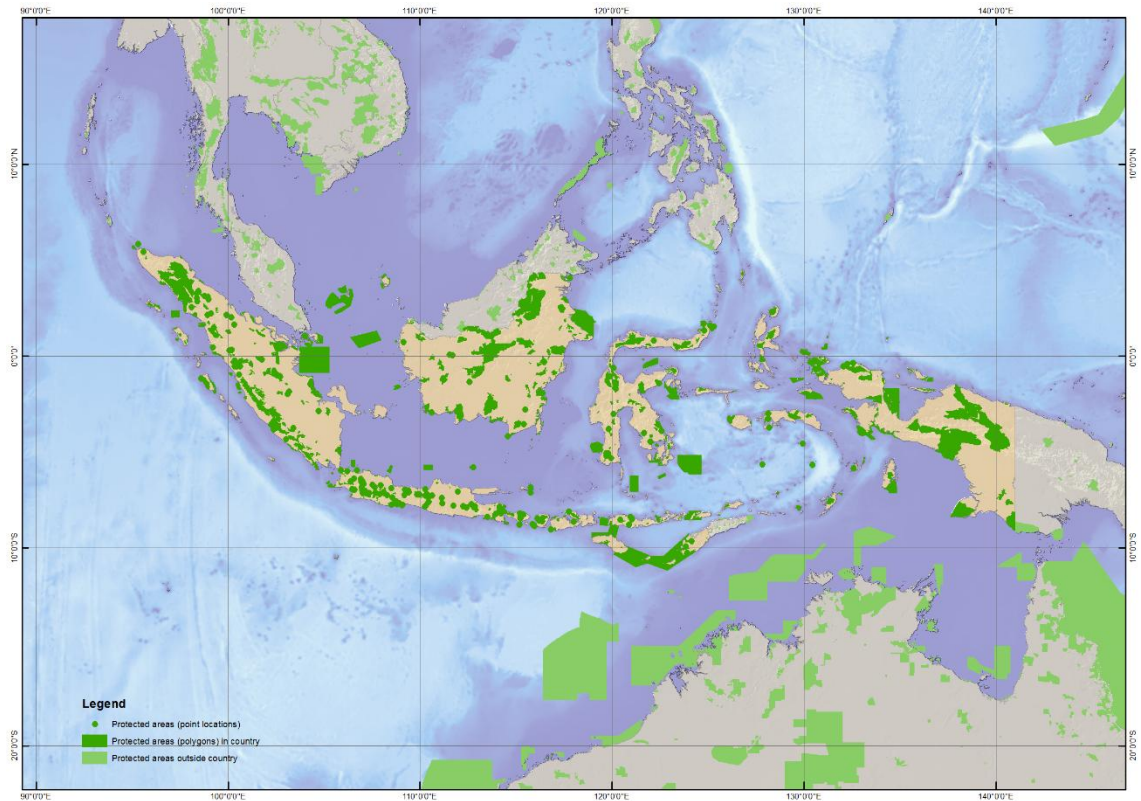 90°0'0"E 100°0'0"E 110°0'0"E 120°0'0"E 130°0'0"E 140°0'0"E
10°0'0"N 10°0'0"N
0°0'0" 0°0'0"
10°0'0"S 10°0'0"S
Legend
Protected areas (point locations)
Protected areas (polygons) in country
Protected areas outside country
20°0'0"S 20°0'0"S
90°0'0"E 100°0'0"E 110°0'0"E 120°0'0"E 130°0'0"E 140°0'0"E